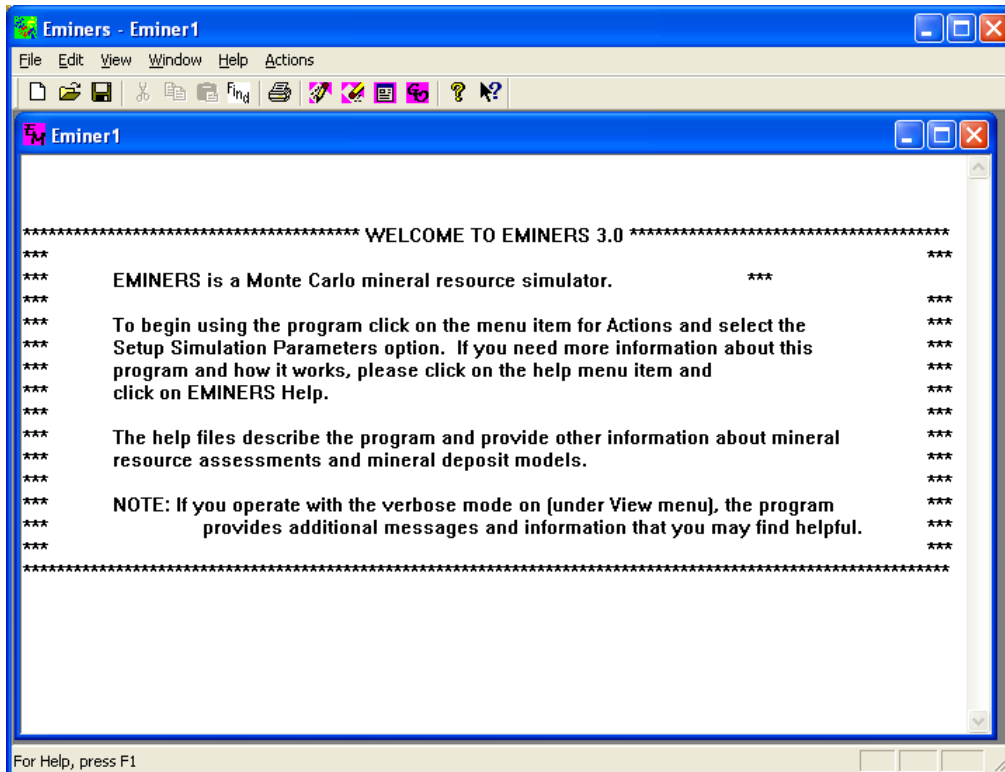 Eminers - Eminer1
File Edit View Window Help Actions
Find
Eminer1
**************************************** WELCOME TO EMINERS 3.0 **************************************
*** ***
*** EMINERS is a Monte Carlo mineral resource simulator. ***
*** ***
*** To begin using the program click on the menu item for Actions and select the ***
*** Setup Simulation Parameters option. If you need more information about this ***
*** program and how it works, please click on the help menu item and ***
*** click on EMINERS Help. ***
*** ***
*** The help files describe the program and provide other information about mineral ***
*** resource assessments and mineral deposit models. ***
*** ***
*** NOTE: If you operate with the verbose mode on (under View menu), the program ***
*** provides additional messages and information that you may find helpful. ***
*** ***
**************************************************************************************************************
For Help, press F1